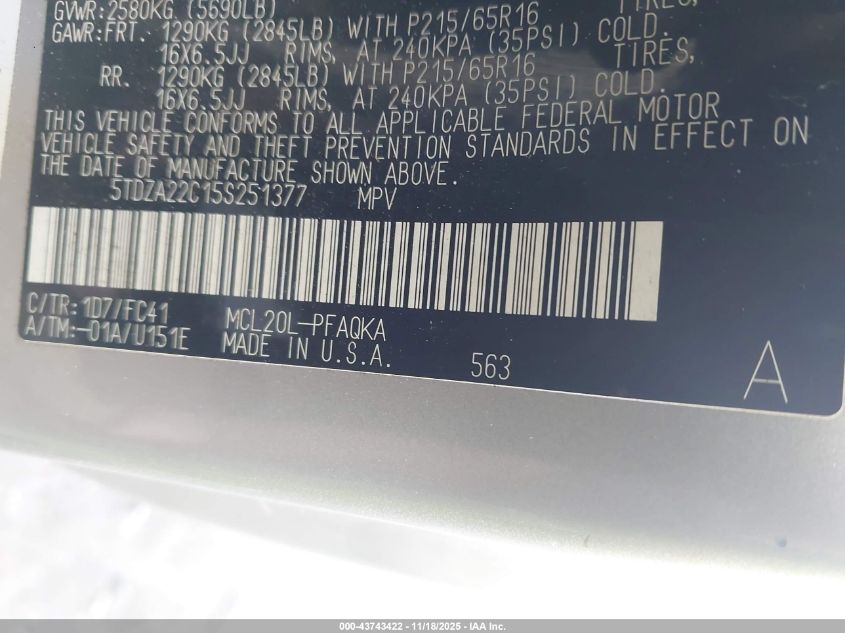 GVWR:2580KG (5690LB)
GAWR:FRT. 1290KG (2845LB) WITH P215/65R16 TIRES,
16X6.5JJ RIMS, AT 240KPA (35PSI) COLD.
RR. 1290KG (2845LB) WITH P215/65R16 TIRES,
16X6.5JJ RIMS, AT 240KPA (35PSI) COLD.
THIS VEHICLE CONFORMS TO ALL APPLICABLE FEDERAL MOTOR
VEHICLE SAFETY AND THEFT PREVENTION STANDARDS IN EFFECT ON
THE DATE OF MANUFACTURE SHOWN ABOVE.
5TDZA22C15S251377 MPV
C/TR: 1D7/FC41 MCL20L-PFAQKA
A/TM:-01A/U151E MADE IN U.S.A. 563 A
000-43743422 - 11/18/2025 - IAA Inc.